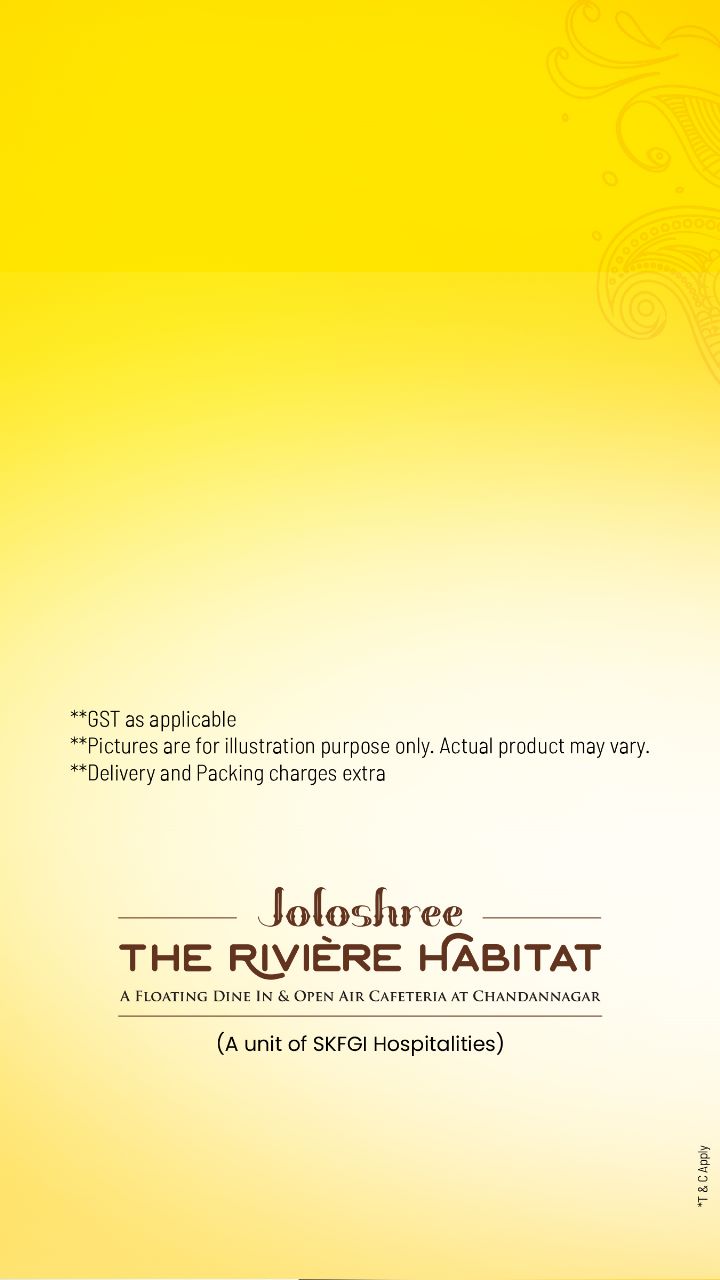 **GST as applicable
**Pictures are for illustration purpose only. Actual product may vary.
**Delivery and Packing charges extra
Joloshree
THE RIVIÈRE HABITAT
A FLOATING DINE IN & OPEN AIR CAFETERIA AT CHANDANNAGAR
(A unit of SKFGI Hospitalities)
*T & C Apply